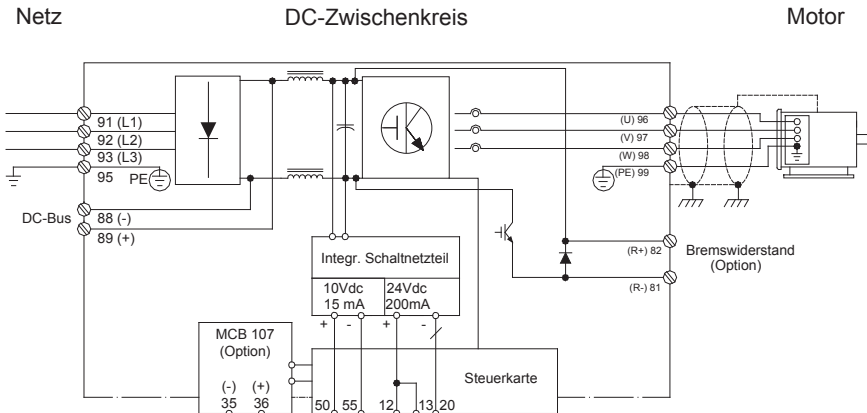 Netz
DC-Zwischenkreis
Motor
91 (L1)
92 (L2)
93 (L3)
95
PE
DC-Bus
88 (-)
89 (+)
(U) 96
(V) 97
(W) 98
(PE) 99
(R+) 82
(R-) 81
Bremswiderstand
(Option)
Integr. Schaltnetzteil
10Vdc
15 mA
24Vdc
200mA
+ - + -
MCB 107
(Option)
(-) (+)
35 36
Steuerkarte
50 55 12 13 20